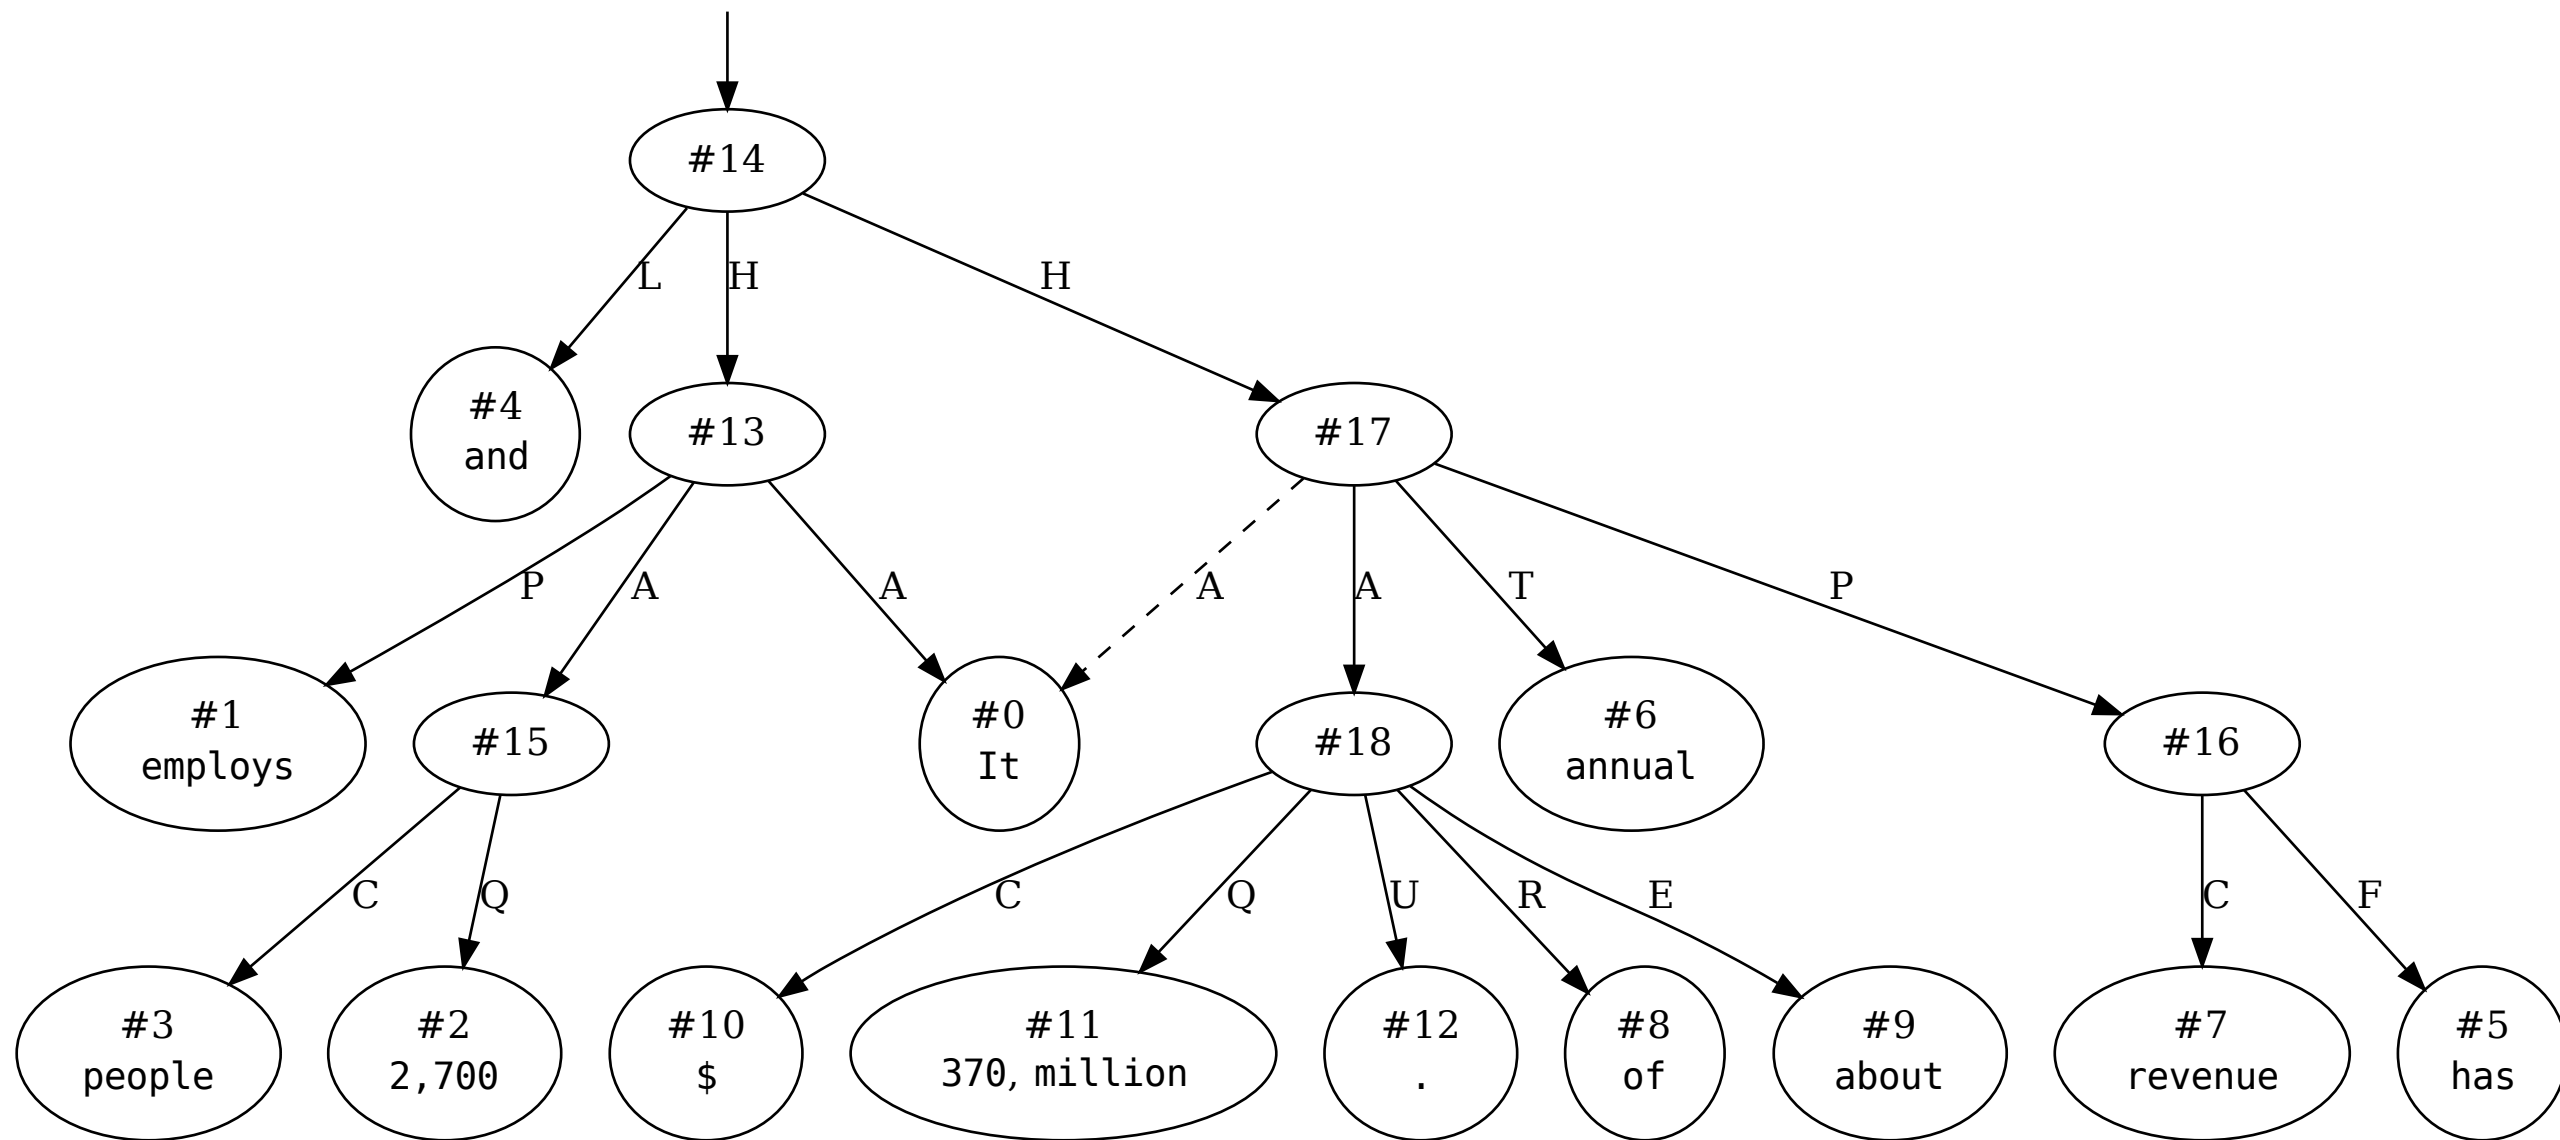 #14
L
H
H
#4
and
#13
#17
P
A
A
A
A
T
P
#1
employs
#15
#0
It
#18
#6
annual
#16
C
Q
C
Q
U
R
E
C
F
#3
people
#2
2,700
#10
$
#11
370, million
#12
.
#8
of
#9
about
#7
revenue
#5
has